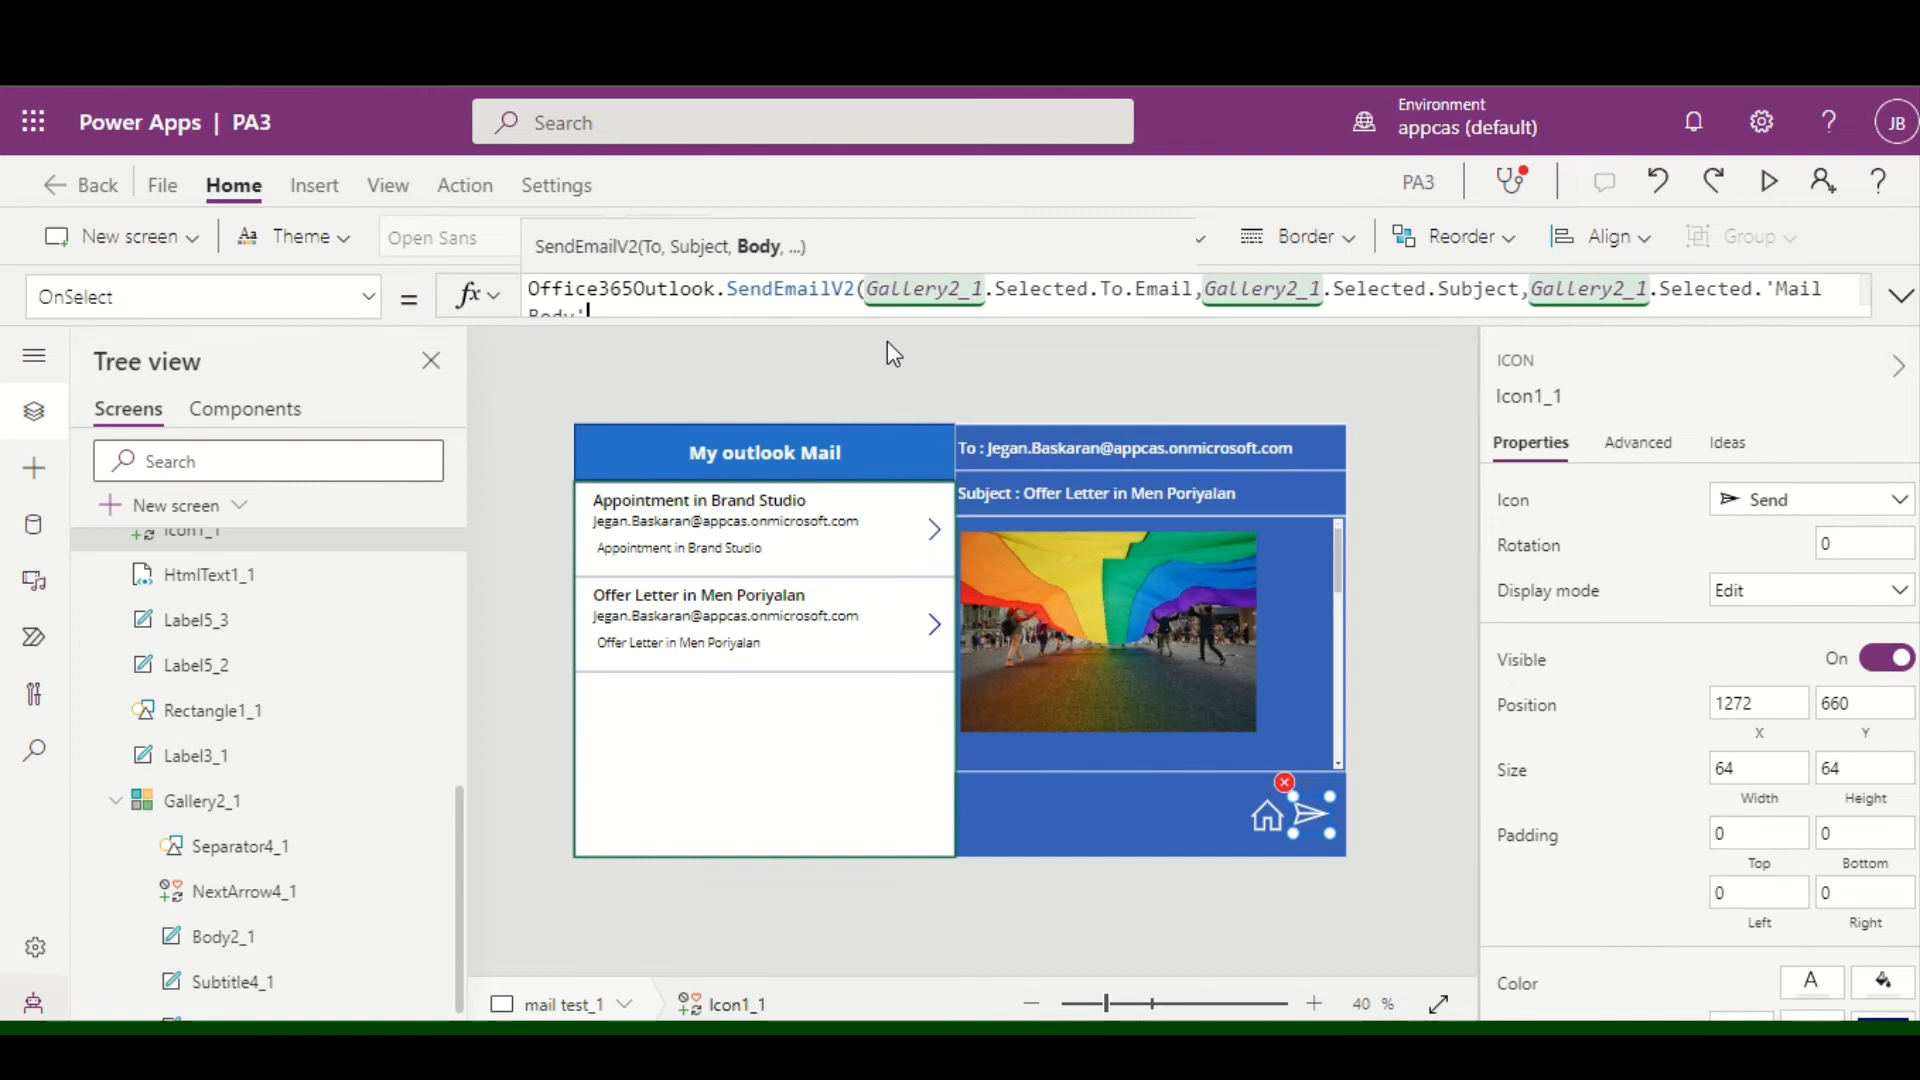 Power Apps | PA3
Search
Environment
appcas (default)
JB
Back
File
Home
Insert
View
Action
Settings
PA3
New screen
Theme
Open Sans
SendEmailV2(To, Subject, Body, ...)
Border
Reorder
Align
Group
OnSelect
=
fx
Office365Outlook.SendEmailV2(Gallery2_1.Selected.To.Email,Gallery2_1.Selected.Subject,Gallery2_1.Selected.'Mail
Body'
Tree view
Screens
Components
Search
New screen
Icon1_1
HtmlText1_1
Label5_3
Label5_2
Rectangle1_1
Label3_1
Gallery2_1
Separator4_1
NextArrow4_1
Body2_1
Subtitle4_1
My outlook Mail
Appointment in Brand Studio
Jegan.Baskaran@appcas.onmicrosoft.com
Appointment in Brand Studio
Offer Letter in Men Poriyalan
Jegan.Baskaran@appcas.onmicrosoft.com
Offer Letter in Men Poriyalan
To : Jegan.Baskaran@appcas.onmicrosoft.com
Subject : Offer Letter in Men Poriyalan
mail test_1
Icon1_1
40 %
ICON
Icon1_1
Properties
Advanced
Ideas
Icon
Send
Rotation
0
Display mode
Edit
Visible
On
Position
1272
660
X
Y
Size
64
64
Width
Height
Padding
0
0
Top
Bottom
0
0
Left
Right
Color
A